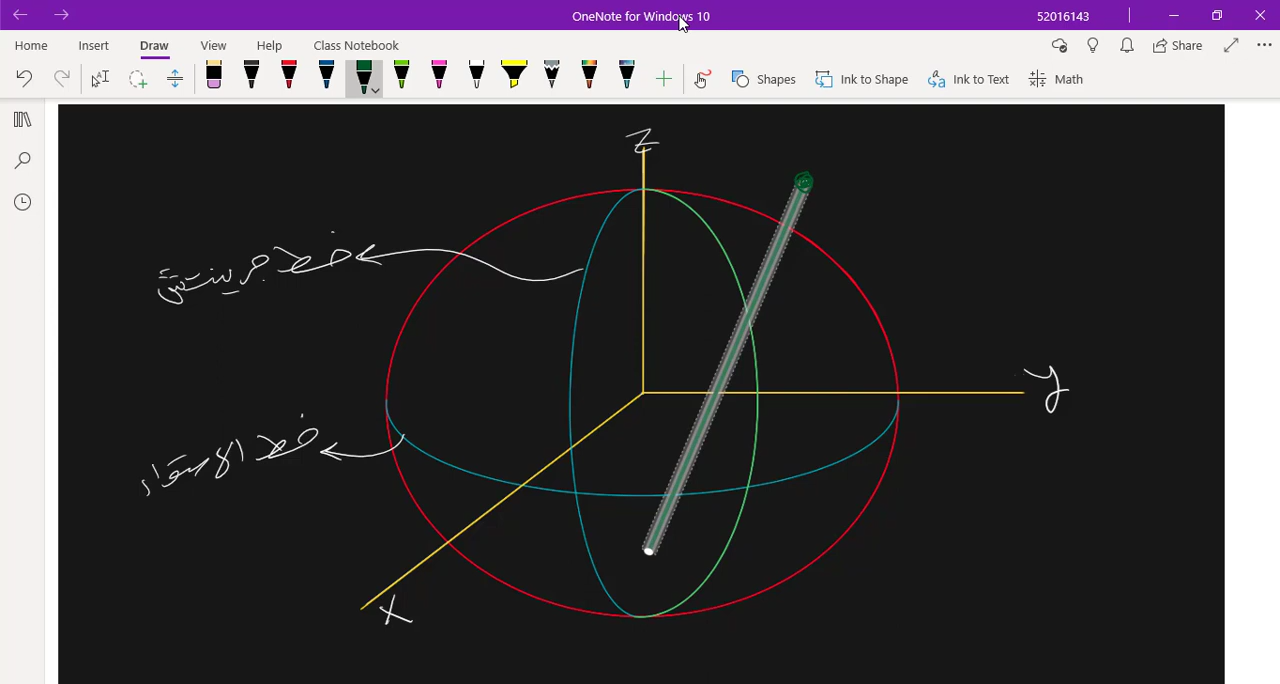 OneNote for Windows 10
52016143
Home
Insert
Draw
View
Help
Class Notebook
Share
Shapes
Ink to Shape
Ink to Text
Math
Z
خط جرينتش
y
خط الاستواء
X